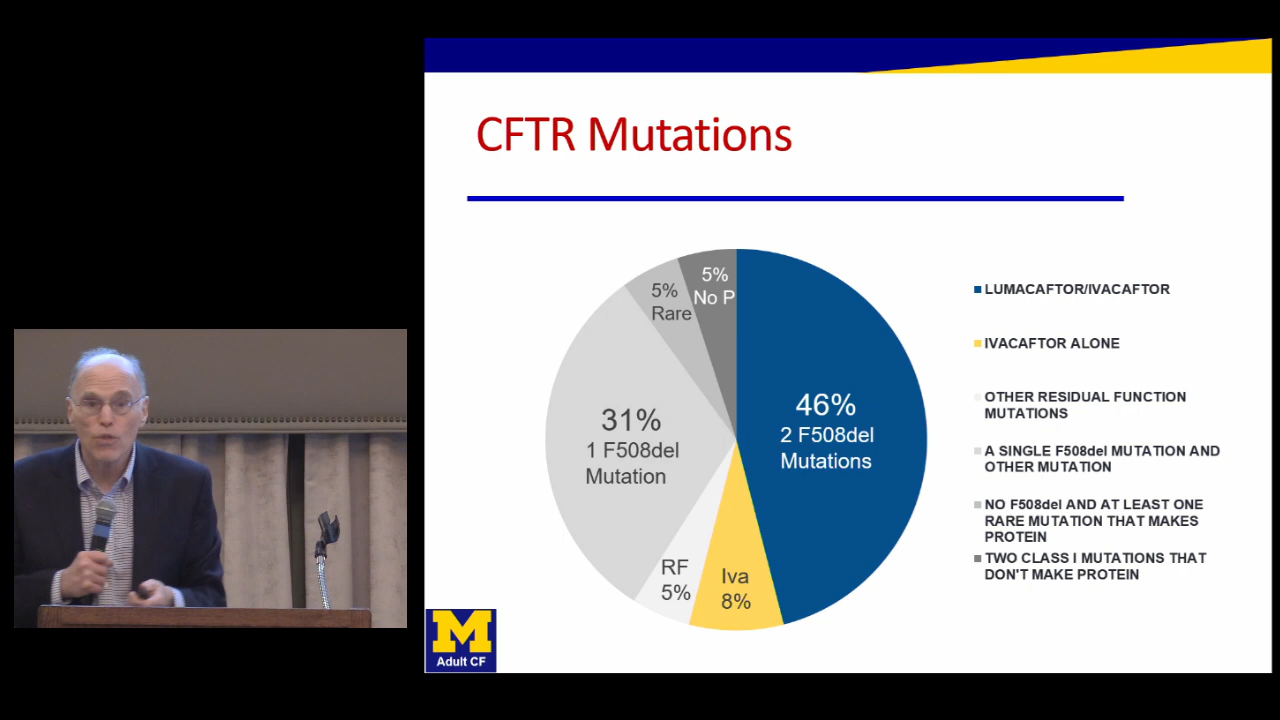 CFTR Mutations
5%
No P
5%
Rare
31%
1 F508del
Mutation
46%
2 F508del
Mutations
RF
5%
Iva
8%
LUMACAFTOR/IVACAFTOR
IVACAFTOR ALONE
OTHER RESIDUAL FUNCTION
MUTATIONS
A SINGLE F508del MUTATION AND
OTHER MUTATION
NO F508del AND AT LEAST ONE
RARE MUTATION THAT MAKES
PROTEIN
TWO CLASS I MUTATIONS THAT
DON'T MAKE PROTEIN
M
Adult CF